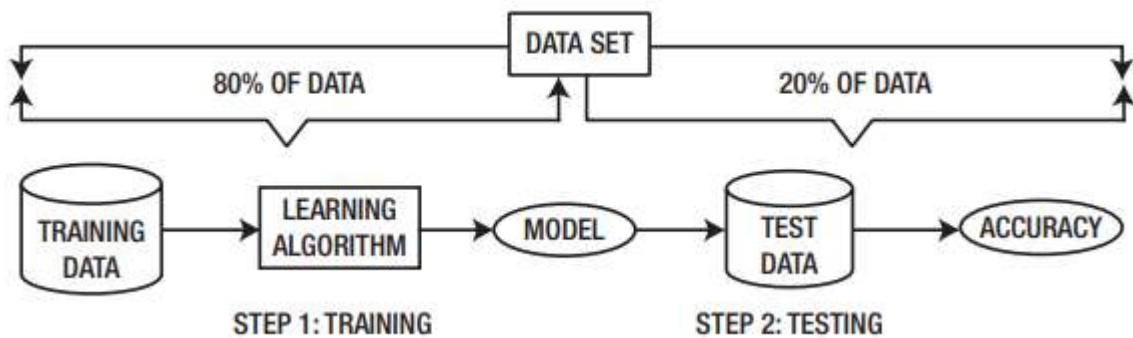 DATA SET
80% OF DATA
20% OF DATA
TRAINING
DATA
LEARNING
ALGORITHM
MODEL
TEST
DATA
ACCURACY
STEP 1: TRAINING
STEP 2: TESTING